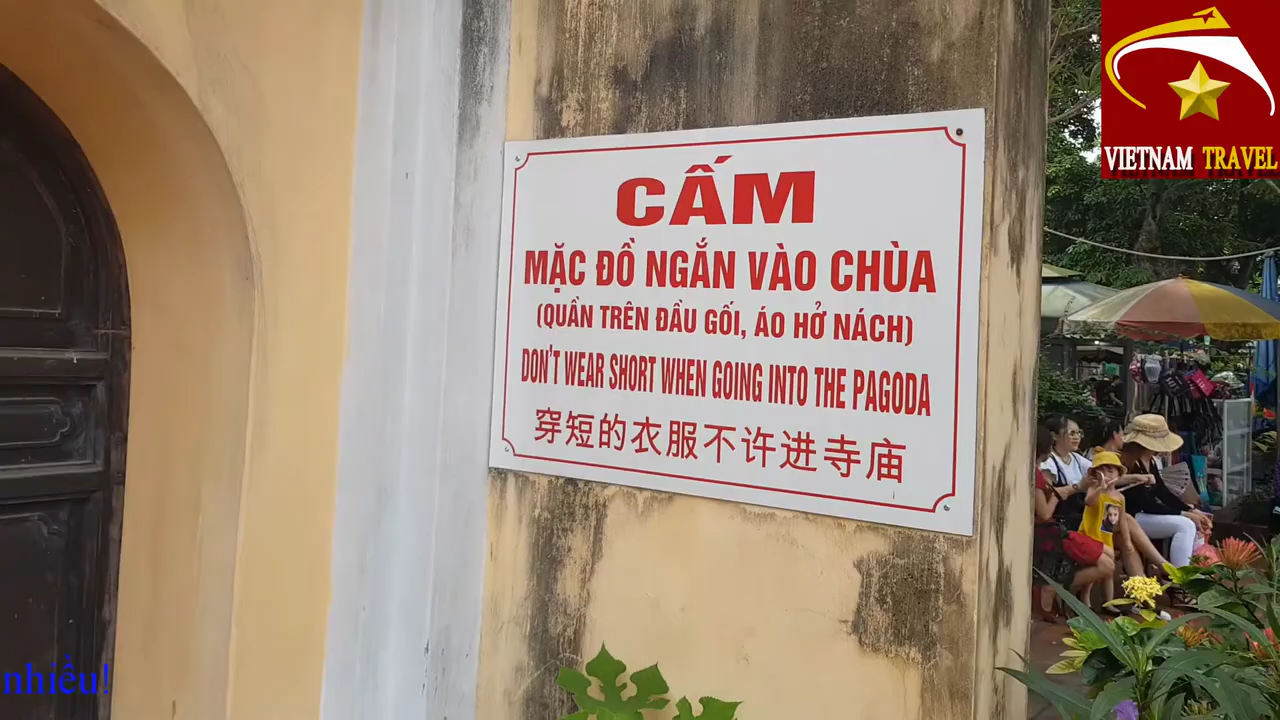 CẤM
MẶC ĐỒ NGẮN VÀO CHÙA
(QUẦN TRÊN ĐẦU GỐI, ÁO HỞ NÁCH)
DON'T WEAR SHORT WHEN GOING INTO THE PAGODA
穿短的衣服不许进寺庙
VIETNAM TRAVEL
nhiều!